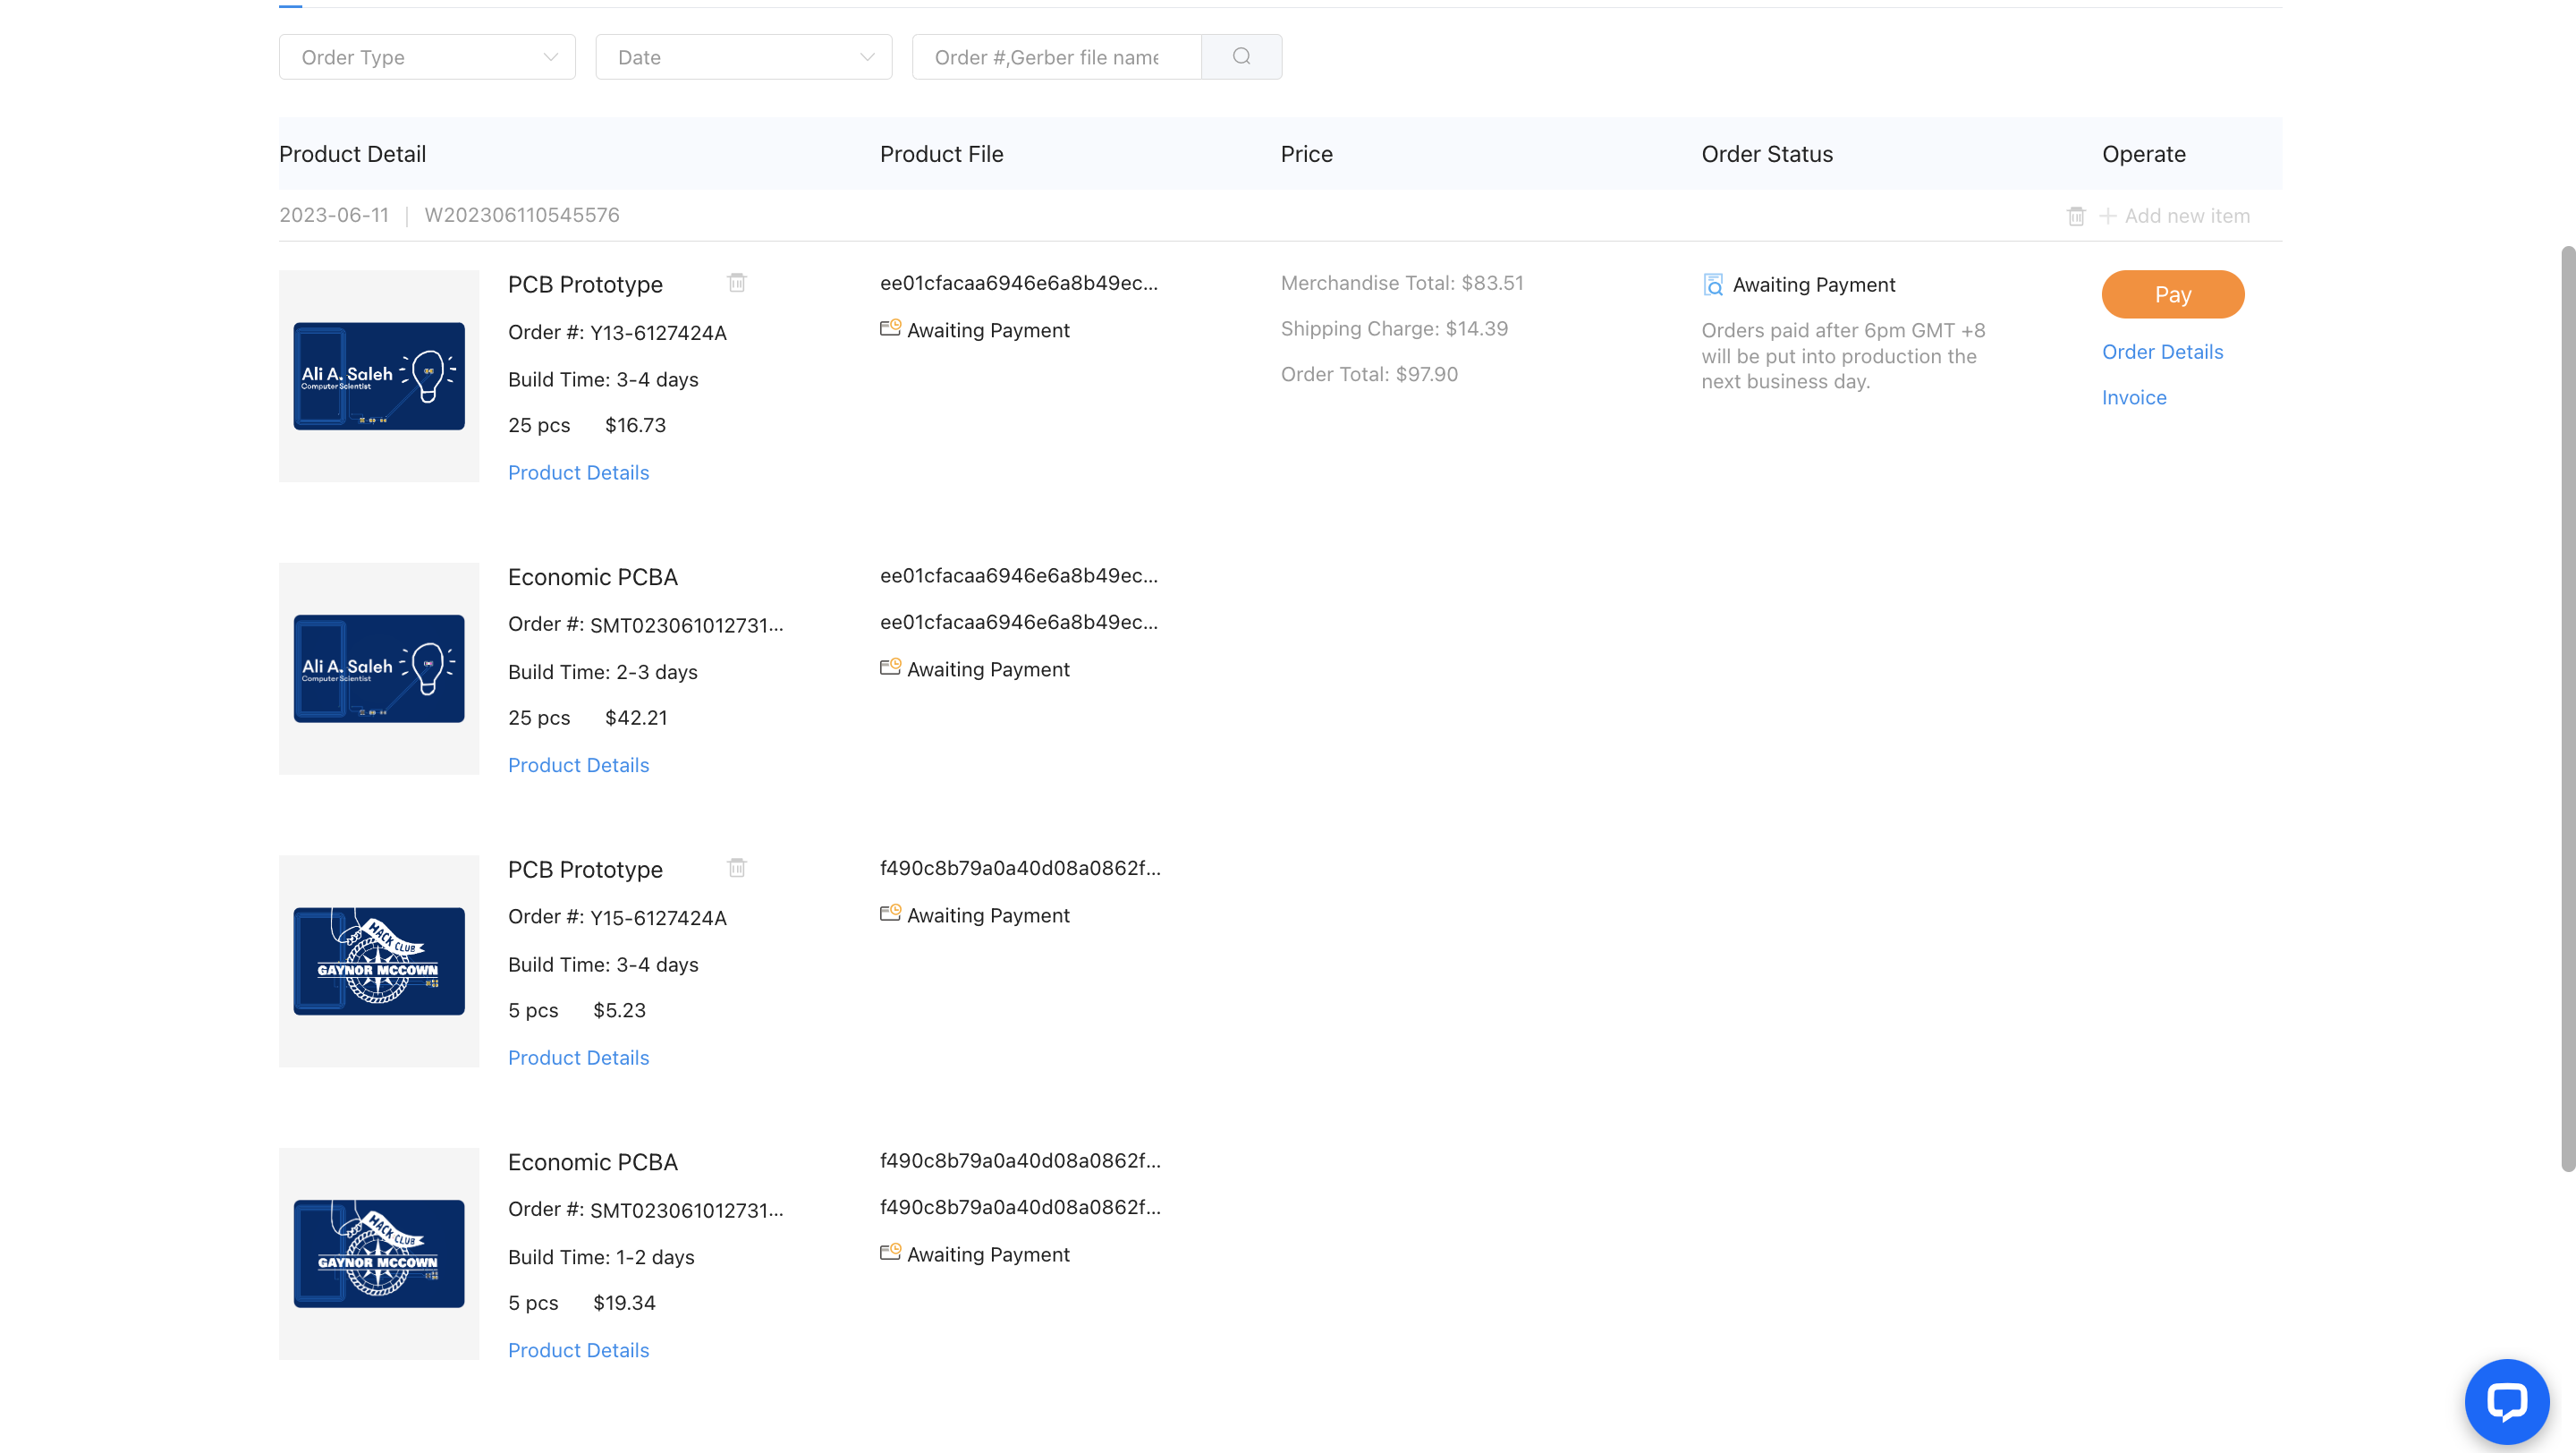 Order Type
Date
Order #,Gerber file name
Product Detail
Product File
Price
Order Status
Operate
2023-06-11 | W202306110545576
Add new item
PCB Prototype
Order #: Y13-6127424A
Build Time: 3-4 days
25 pcs $16.73
Product Details
ee01cfacaa6946e6a8b49ec...
Awaiting Payment
Merchandise Total: $83.51
Shipping Charge: $14.39
Order Total: $97.90
Awaiting Payment
Orders paid after 6pm GMT +8
will be put into production the
next business day.
Pay
Order Details
Invoice
Ali A. Saleh
Computer Scientist
Economic PCBA
Order #: SMT023061012731...
Build Time: 2-3 days
25 pcs $42.21
Product Details
ee01cfacaa6946e6a8b49ec...
ee01cfacaa6946e6a8b49ec...
Awaiting Payment
Ali A. Saleh
Computer Scientist
PCB Prototype
Order #: Y15-6127424A
Build Time: 3-4 days
5 pcs $5.23
Product Details
f490c8b79a0a40d08a0862f...
Awaiting Payment
HACK CLUB
GAYNOR MCCOWN
Economic PCBA
Order #: SMT023061012731...
Build Time: 1-2 days
5 pcs $19.34
Product Details
f490c8b79a0a40d08a0862f...
f490c8b79a0a40d08a0862f...
Awaiting Payment
HACK CLUB
GAYNOR MCCOWN